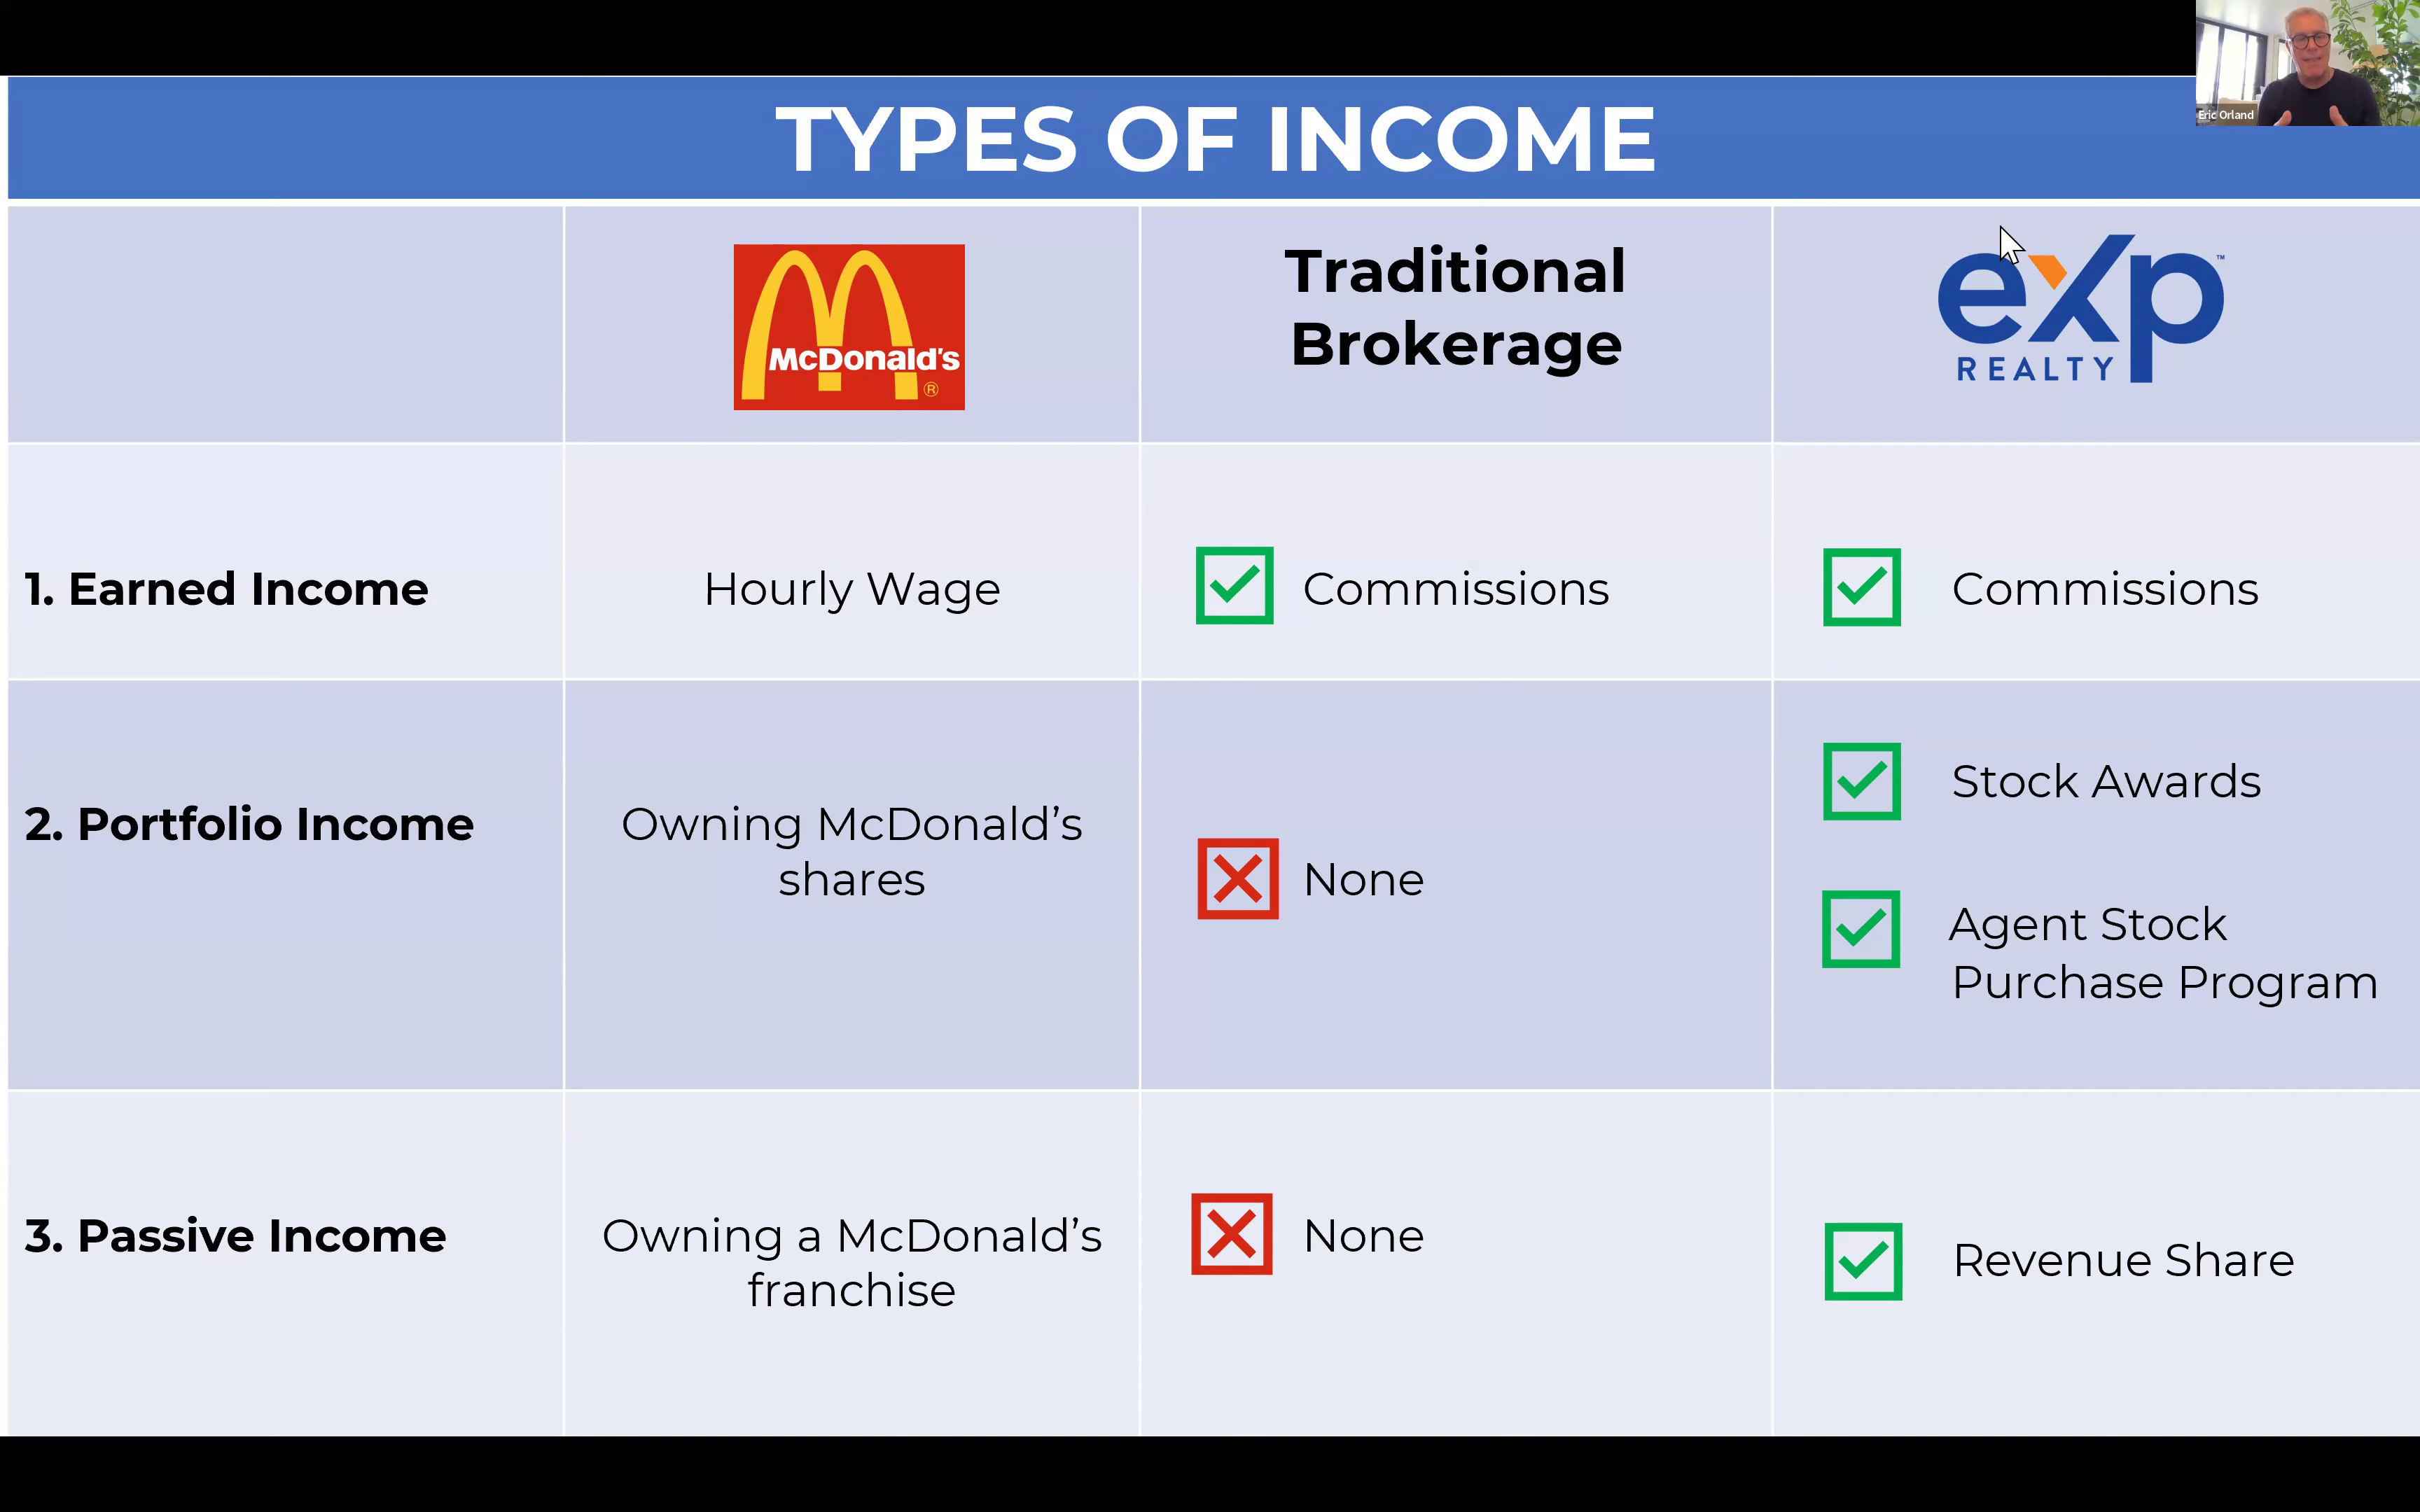 Eric Orland
TYPES OF INCOME
McDonald's
®
Traditional
Brokerage
eXp
™
REALTY
1. Earned Income
Hourly Wage
Commissions
Commissions
2. Portfolio Income
Owning McDonald’s
shares
None
Stock Awards
Agent Stock
Purchase Program
3. Passive Income
Owning a McDonald’s
franchise
None
Revenue Share